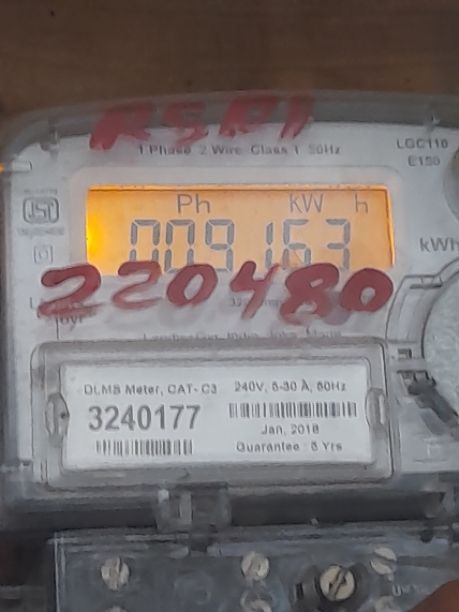 1 Phase 2 Wire Class 1 50Hz
LGC110
E150
Ph kW h
009163
kWh
220480
DLMS Meter, CAT- C3 240V, 5-30 A, 50Hz
3240177
Jan, 2018
Guarantee : 5 Yrs